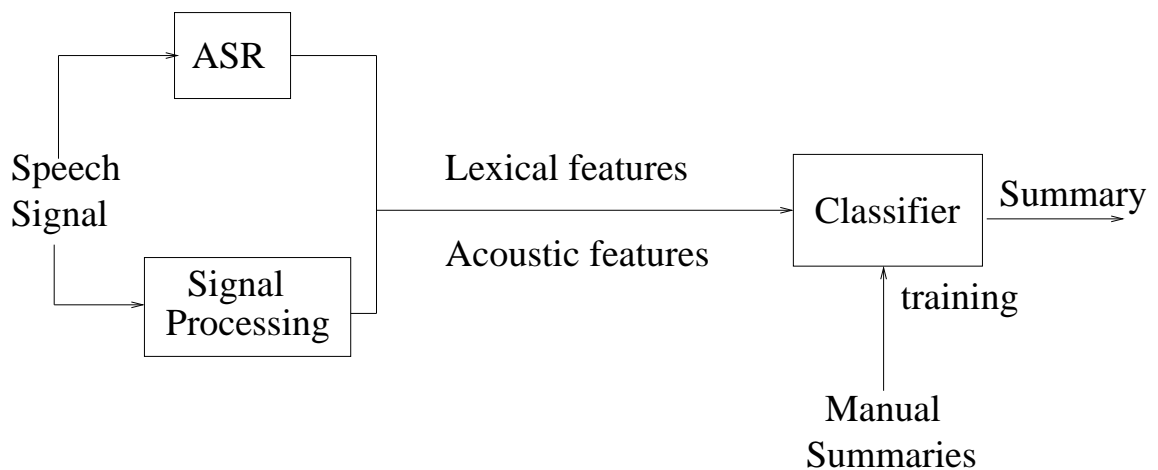 ASR
Speech
Signal
Signal
Processing
Lexical features
Acoustic features
Classifier
Summary
training
Manual
Summaries